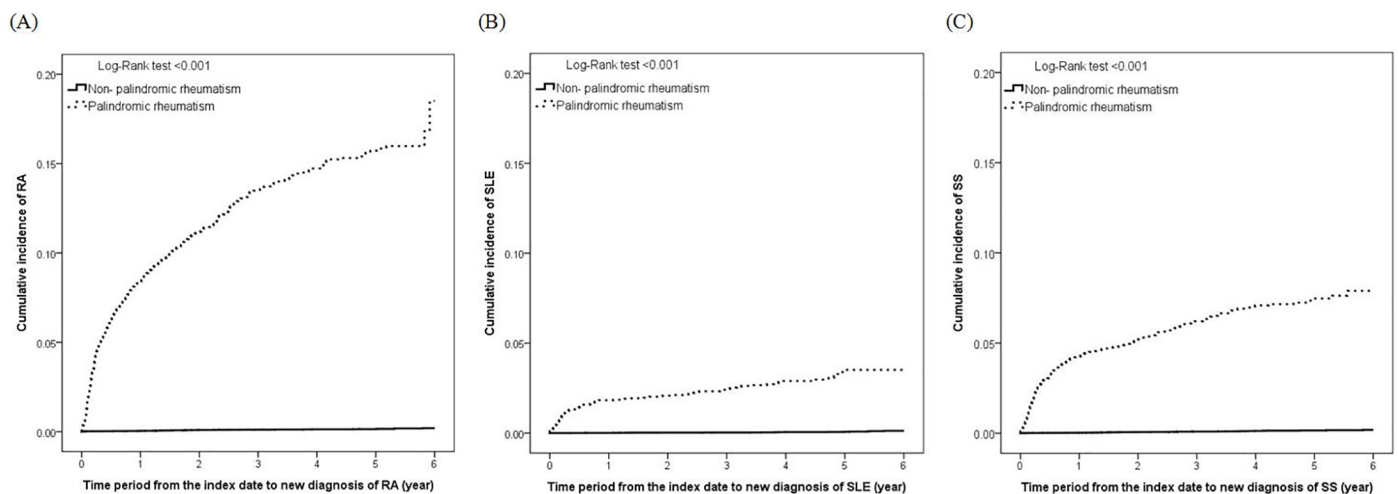 (A)
Log-Rank test <0.001
Non- palindromic rheumatism
Palindromic rheumatism
Cumulative incidence of RA
0.20
0.15
0.10
0.05
0.00
0 1 2 3 4 5 6
Time period from the index date to new diagnosis of RA (year)
(B)
Log-Rank test <0.001
Non- palindromic rheumatism
Palindromic rheumatism
Cumulative incidence of SLE
0.20
0.15
0.10
0.05
0.00
0 1 2 3 4 5 6
Time period from the index date to new diagnosis of SLE (year)
(C)
Log-Rank test <0.001
Non- palindromic rheumatism
Palindromic rheumatism
Cumulative incidence of SS
0.20
0.15
0.10
0.05
0.00
0 1 2 3 4 5 6
Time period from the index date to new diagnosis of SS (year)